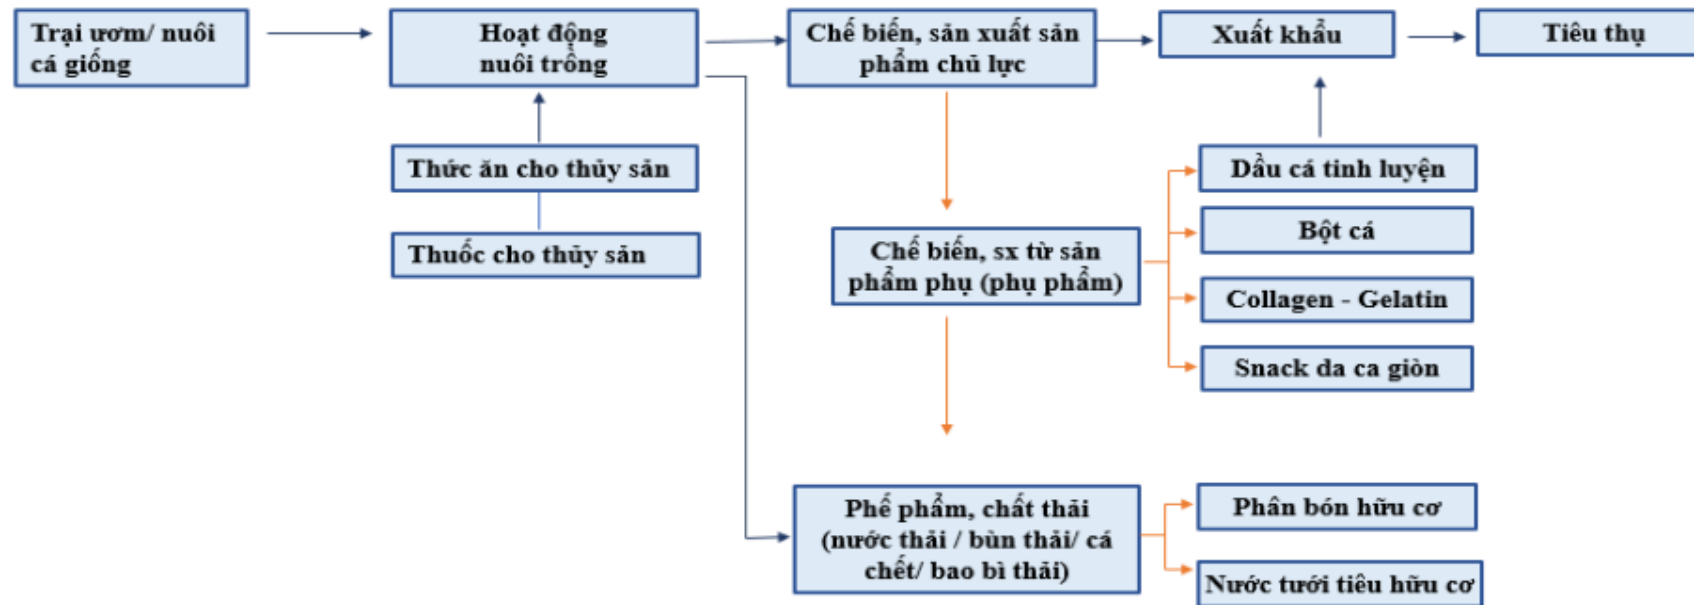 Trại ươm/ nuôi
cá giống
Hoạt động
nuôi trồng
Chế biến, sản xuất sản
phẩm chủ lực
Xuất khẩu
Tiêu thụ
Thức ăn cho thủy sản
Thuốc cho thủy sản
Chế biến, sx từ sản
phẩm phụ (phụ phẩm)
Dầu cá tinh luyện
Bột cá
Collagen - Gelatin
Snack da ca giòn
Phế phẩm, chất thải
(nước thải / bùn thải/ cá
chết/ bao bì thải)
Phân bón hữu cơ
Nước tưới tiêu hữu cơ